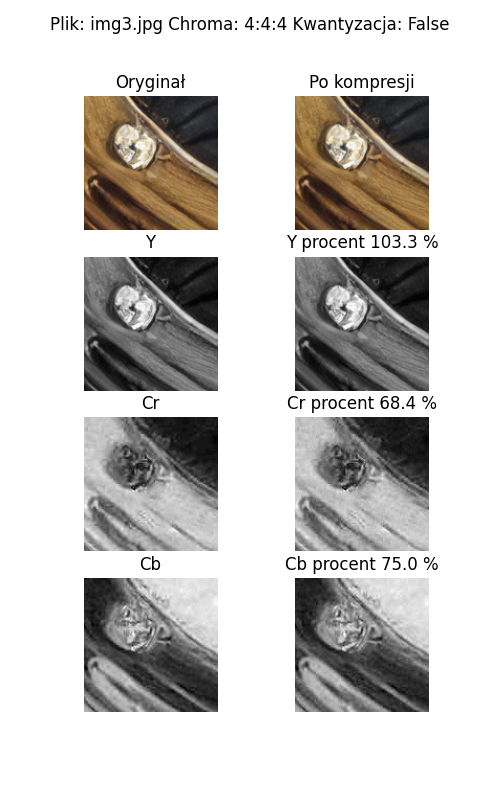 Plik: img3.jpg Chroma: 4:4:4 Kwantyzacja: False
Oryginał
Po kompresji
Y
Y procent 103.3 %
Cr
Cr procent 68.4 %
Cb
Cb procent 75.0 %